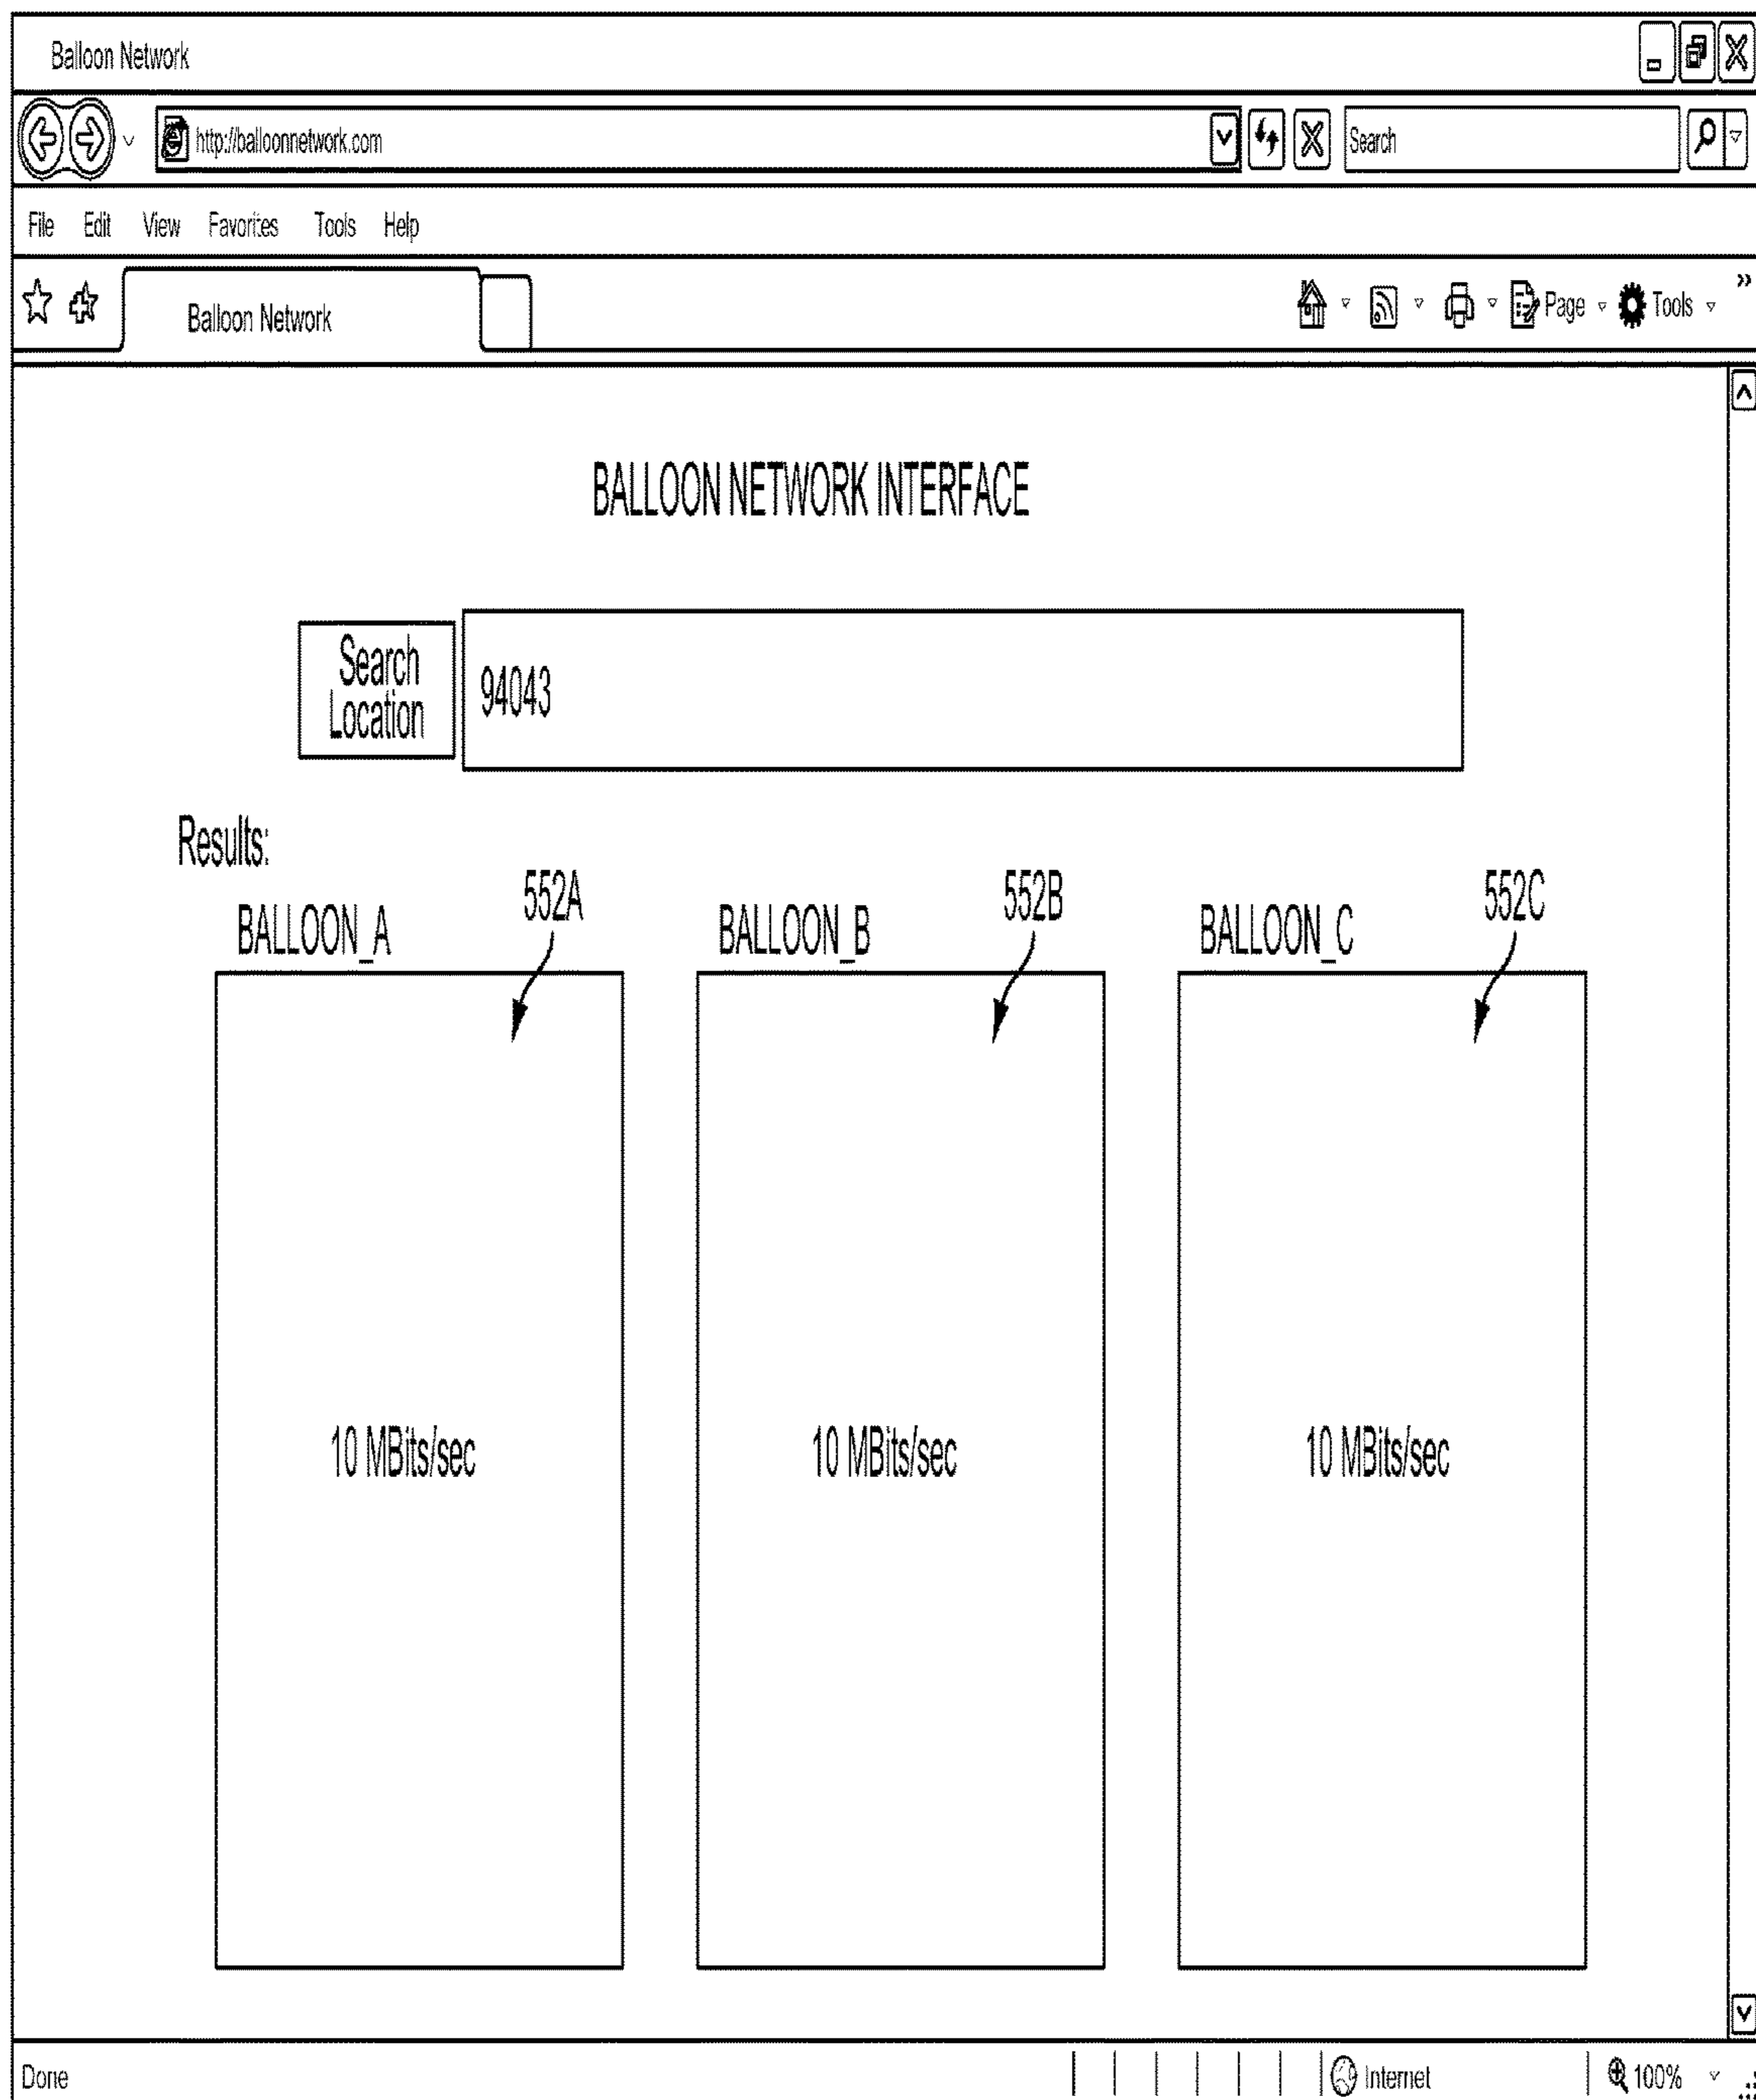 Balloon Network
http://balloonnetwork.com
Search
File Edit View Favorites Tools Help
Balloon Network
Page Tools
BALLOON NETWORK INTERFACE
Search
Location
94043
Results:
552A 552B 552C
BALLOON_A BALLOON_B BALLOON_C
10 MBits/sec 10 MBits/sec 10 MBits/sec
Done Internet 100%